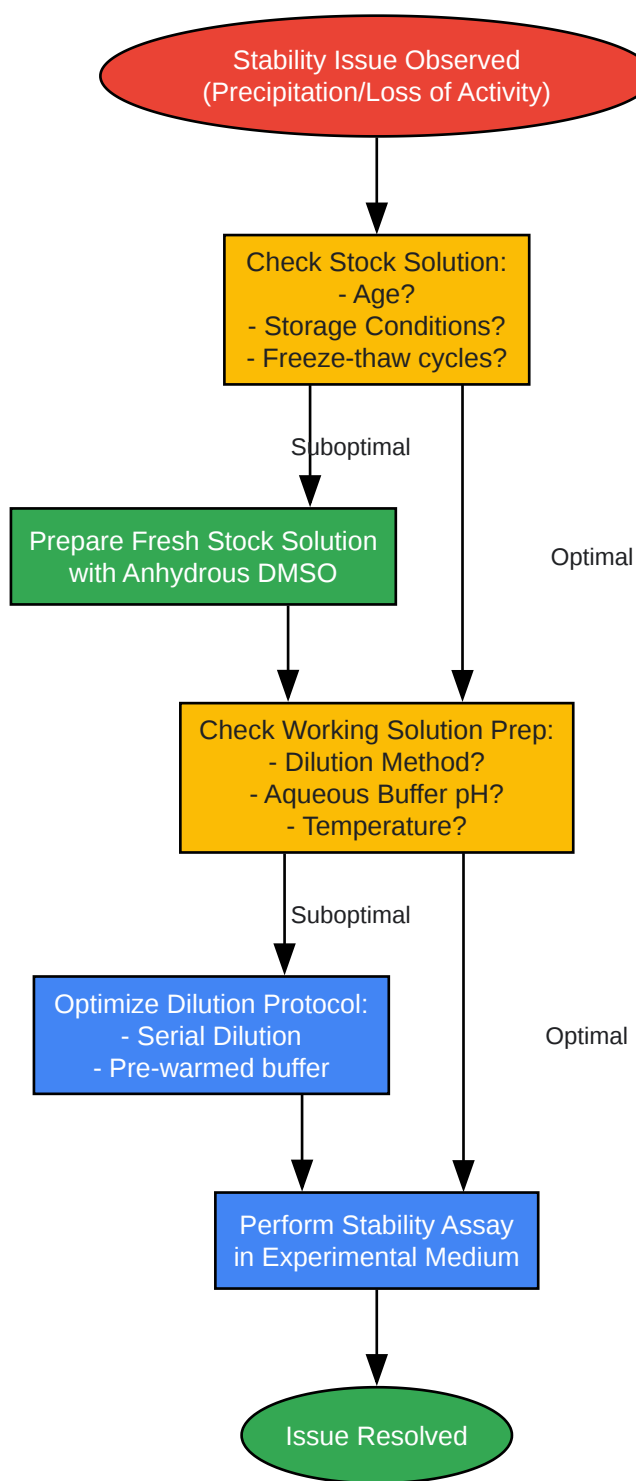 Stability Issue Observed
(Precipitation/Loss of Activity)
Check Stock Solution:
- Age?
- Storage Conditions?
- Freeze-thaw cycles?
Suboptimal
Prepare Fresh Stock Solution
with Anhydrous DMSO
Optimal
Check Working Solution Prep:
- Dilution Method?
- Aqueous Buffer pH?
- Temperature?
Suboptimal
Optimize Dilution Protocol:
- Serial Dilution
- Pre-warmed buffer
Optimal
Perform Stability Assay
in Experimental Medium
Issue Resolved